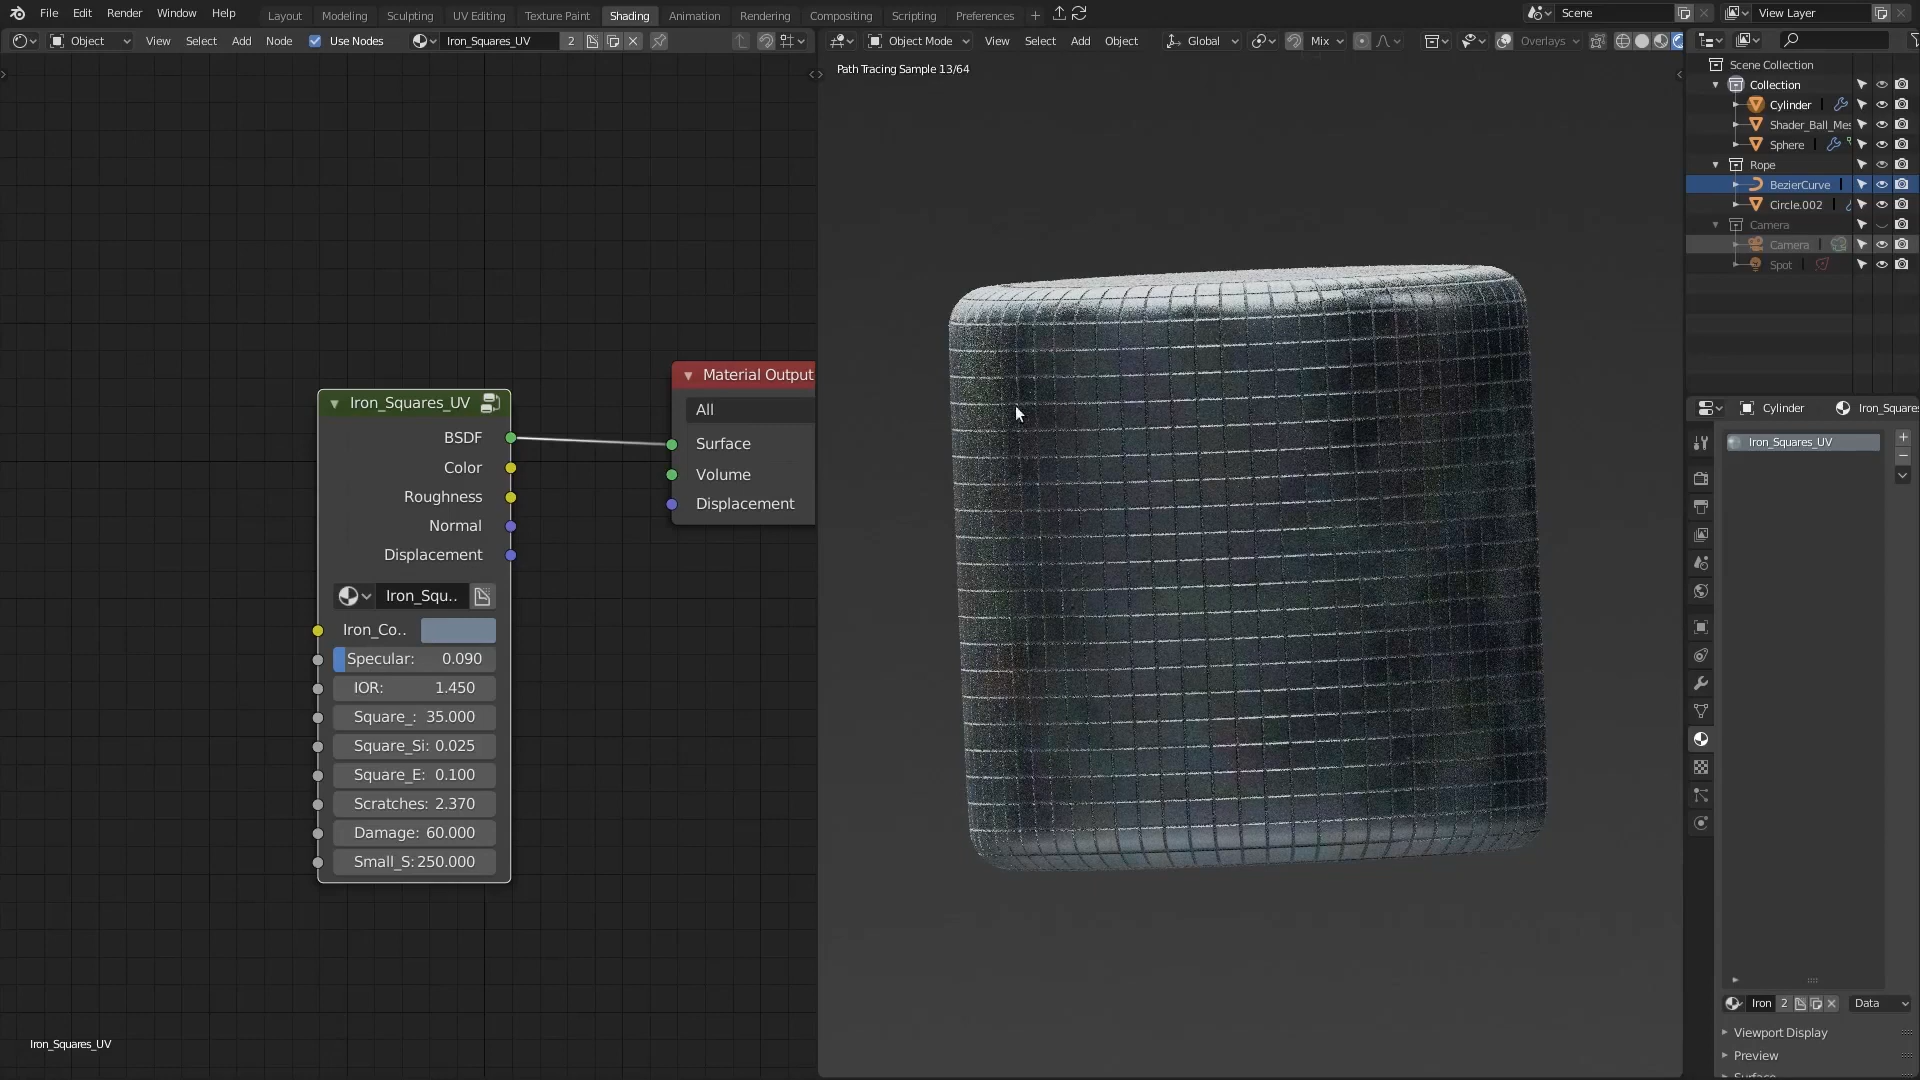 File Edit Render Window Help Layout Modeling Sculpting UV Editing Texture Paint Shading Animation Rendering Compositing Scripting Preferences + Scene View Layer
Object View Select Add Node Use Nodes Iron_Squares_UV 2 Object Mode View Select Add Object Global Mix Overlays
Path Tracing Sample 13/64
Scene Collection
Collection
Cylinder
Shader_Ball_Mes
Sphere
Rope
BezierCurve
Circle.002
Camera
Camera
Spot
Iron_Squares_UV
BSDF
Color
Roughness
Normal
Displacement
Iron_Squ..
Iron_Co..
Specular: 0.090
IOR: 1.450
Square_: 35.000
Square_Si: 0.025
Square_E: 0.100
Scratches: 2.370
Damage: 60.000
Small_S: 250.000
Material Output
All
Surface
Volume
Displacement
Cylinder Iron_Squares
Iron_Squares_UV
Iron 2 Data
Viewport Display
Preview
Surface
Iron_Squares_UV